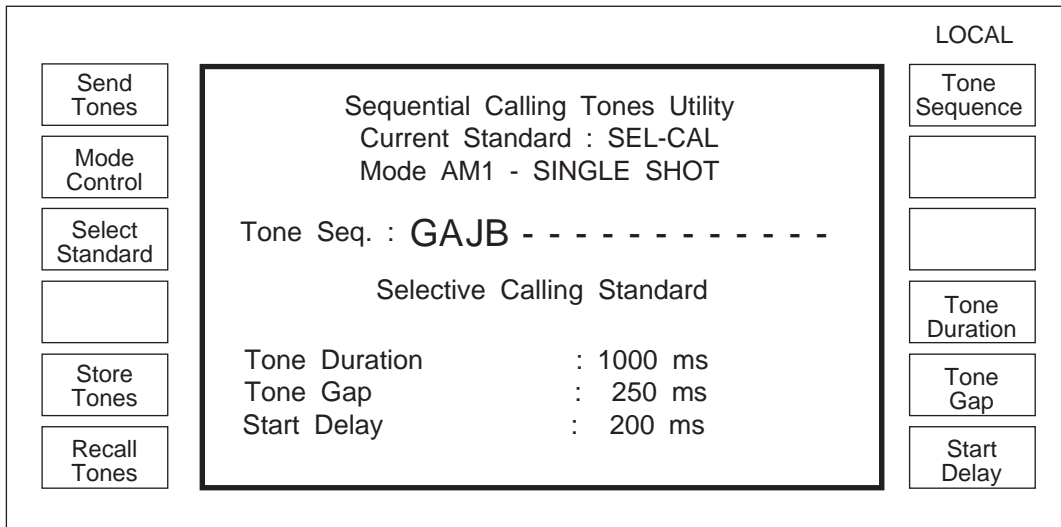 LOCAL
Send
Tones
Mode
Control
Select
Standard
Store
Tones
Recall
Tones
Sequential Calling Tones Utility
Current Standard : SEL-CAL
Mode AM1 - SINGLE SHOT
Tone Seq. : GAJB - - - - - - - - - - - -
Selective Calling Standard
Tone Duration : 1000 ms
Tone Gap : 250 ms
Start Delay : 200 ms
Tone
Sequence
Tone
Duration
Tone
Gap
Start
Delay